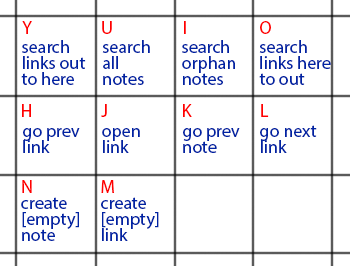 Y
search
links out
to here
U
search
all
notes
I
search
orphan
notes
O
search
links here
to out
H
go prev
link
J
open
link
K
go prev
note
L
go next
link
N
create
[empty]
note
M
create
[empty]
link